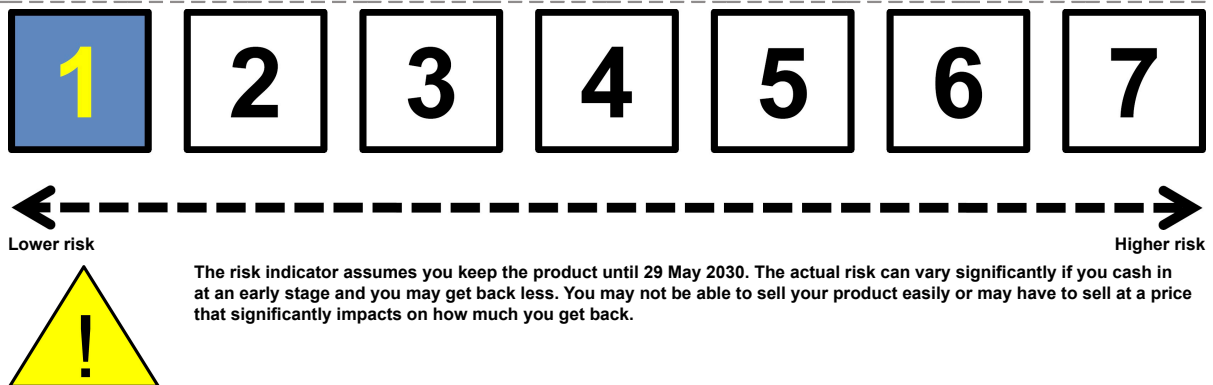 1 2 3 4 5 6 7
Lower risk Higher risk
The risk indicator assumes you keep the product until 29 May 2030. The actual risk can vary significantly if you cash in
at an early stage and you may get back less. You may not be able to sell your product easily or may have to sell at a price
that significantly impacts on how much you get back.
!